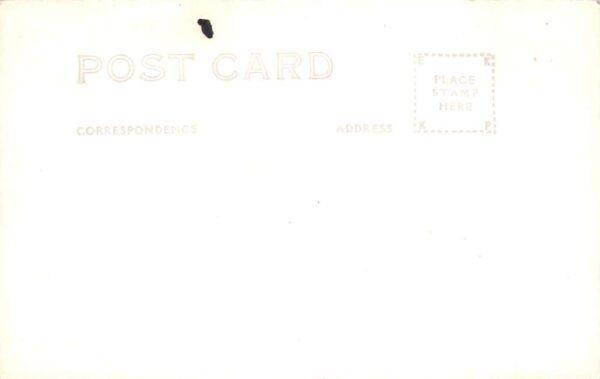 POST CARD
E K
PLACE
STAMP
HERE
K P
CORRESPONDENCE
ADDRESS